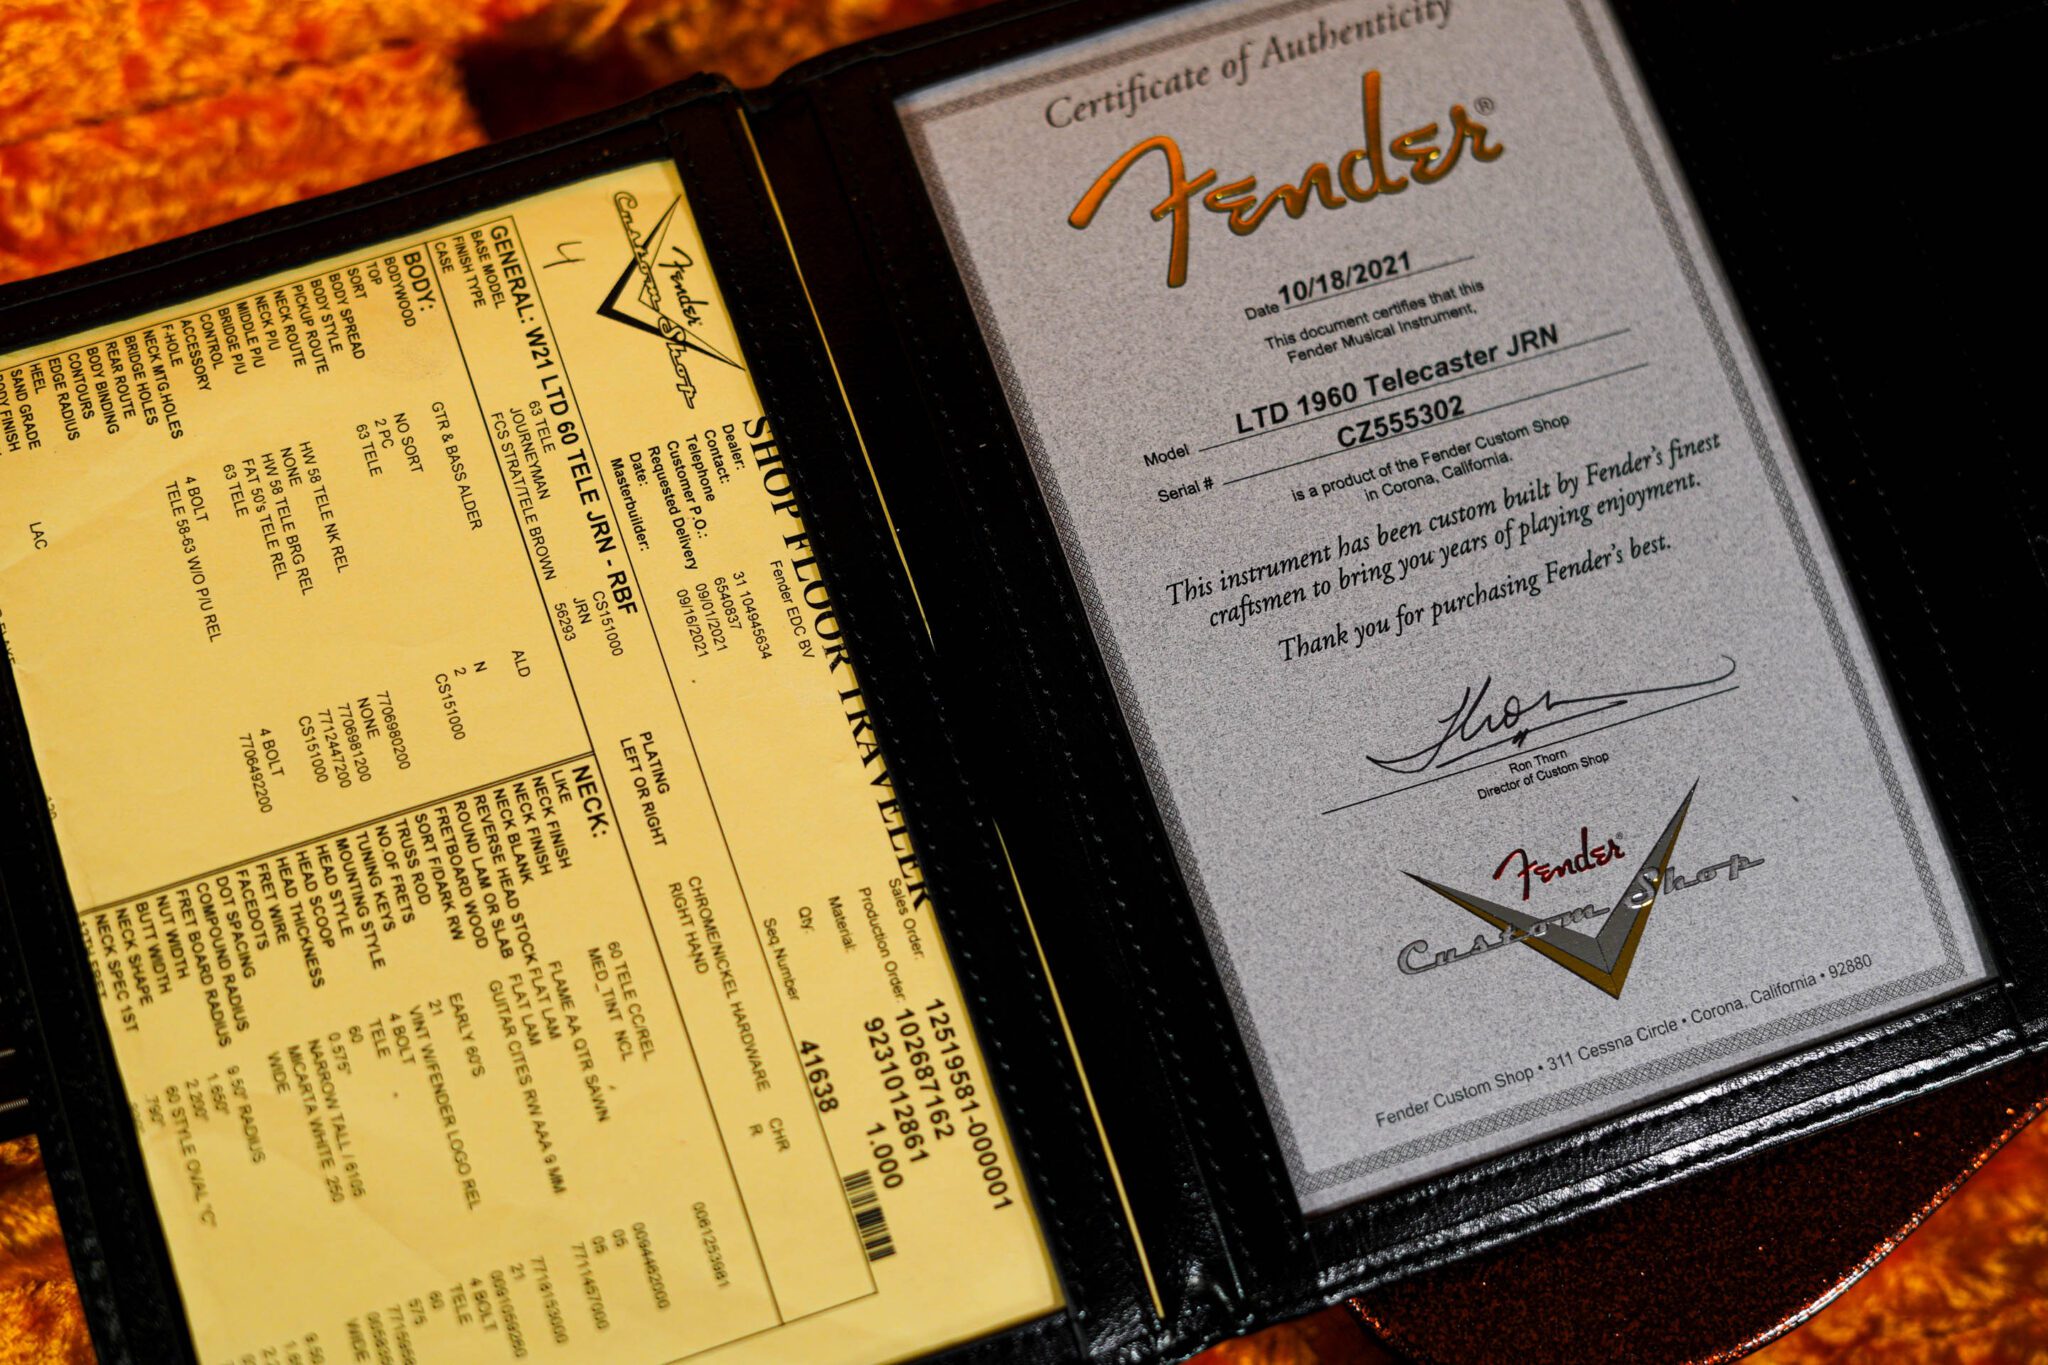 Fender
Custom Shop
SHOP FLOOR TRAVELER
4
Dealer: Fender EDC BV
Contact:
Telephone 31 104945634
Customer P.O.: 6540837
Requested Delivery 09/01/2021
Date: 09/16/2021
Masterbuilder:
Sales Order: 12519581-00001
Production Order: 102687162
Material: 9231012861
Qty: 1.000
Seq Number 41638
GENERAL: W21 LTD 60 TELE JRN - RBF
BASE MODEL 63 TELE CS151000
FINISH TYPE JOURNEYMAN JRN
CASE FCS STRAT/TELE BROWN 56293
PLATING CHROME/NICKEL HARDWARE CHR
LEFT OR RIGHT RIGHT HAND R
BODY:
BODYWOOD GTR & BASS ALDER ALD
TOP
SORT NO SORT N
BODY SPREAD 2 PC 2
BODY STYLE 63 TELE CS151000
PICKUP ROUTE
NECK ROUTE
NECK P/U HW 58 TELE NK REL 7706980200
MIDDLE P/U NONE NONE
BRIDGE P/U HW 58 TELE BRG REL 7706981200
CONTROL FAT 50's TELE REL 7712447200
ACCESSORY 63 TELE CS151000
F-HOLE
NECK MTG.HOLES 4 BOLT 4 BOLT
BRIDGE HOLES TELE 58-63 W/O P/U REL 7706492200
REAR ROUTE
BODY BINDING
CONTOURS
EDGE RADIUS
HEEL
SAND GRADE
BODY FINISH LAC
NECK:
LIKE 60 TELE CC/REL 0061253981
NECK FINISH MED_TINT NCL
NECK FINISH
NECK BLANK FLAME AA QTR SAWN 0094462000
REVERSE HEAD STOCK FLAT LAM 05
ROUND LAM OR SLAB FLAT LAM 05
FRETBOARD WOOD GUITAR CITES RW AAA 9 MM 7711457000
SORT F/DARK RW
TRUSS ROD EARLY 60'S 7718153000
NO.OF FRETS 21 21
TUNING KEYS VINT W/FENDER LOGO REL 0091059280
MOUNTING STYLE 4 BOLT 4 BOLT
HEAD STYLE TELE TELE
HEAD SCOOP 60 60
HEAD THICKNESS 0.575" 575
FRET WIRE NARROW TALL / 6105
FACEDOTS MICARTA WHITE 250
DOT SPACING WIDE WIDE
COMPOUND RADIUS
FRET BOARD RADIUS 9.50" RADIUS 9.50
NUT WIDTH 1.650"
BUTT WIDTH 2.200"
NECK SHAPE 60 STYLE OVAL "C"
NECK SPEC 1ST .790"
Certificate of Authenticity
Fender®
Date 10/18/2021
This document certifies that this
Fender Musical Instrument,
Model LTD 1960 Telecaster JRN
Serial # CZ555302
is a product of the Fender Custom Shop
in Corona, California.
This instrument has been custom built by Fender's finest
craftsmen to bring you years of playing enjoyment.
Thank you for purchasing Fender's best.
Ron Thorn
Director of Custom Shop
Fender®
Custom Shop
Fender Custom Shop • 311 Cessna Circle • Corona, California • 92880